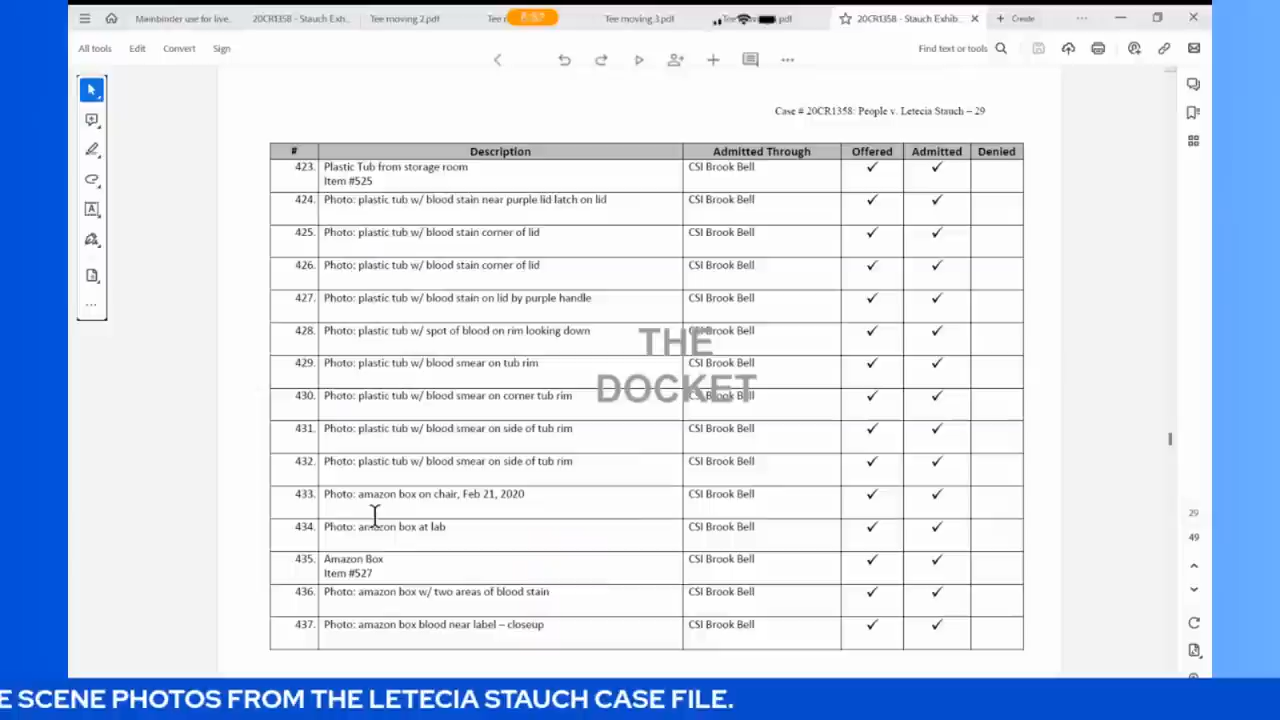 Mainbinder use for live.
20CR1358 - Stauch Exh...
Tee moving 2.pdf
Tee moving 3.pdf
20CR1358 - Stauch Exhib...
Create
All tools Edit Convert Sign
Find text or tools
Case # 20CR1358: People v. Letecia Stauch – 29
# Description Admitted Through Offered Admitted Denied
423. Plastic Tub from storage room CSI Brook Bell ✓ ✓
Item #525
424. Photo: plastic tub w/ blood stain near purple lid latch on lid CSI Brook Bell ✓ ✓
425. Photo: plastic tub w/ blood stain corner of lid CSI Brook Bell ✓ ✓
426. Photo: plastic tub w/ blood stain corner of lid CSI Brook Bell ✓ ✓
427. Photo: plastic tub w/ blood stain on lid by purple handle CSI Brook Bell ✓ ✓
428. Photo: plastic tub w/ spot of blood on rim looking down CSI Brook Bell ✓ ✓
THE
429. Photo: plastic tub w/ blood smear on tub rim CSI Brook Bell ✓ ✓
DOCKET
430. Photo: plastic tub w/ blood smear on corner tub rim CSI Brook Bell ✓ ✓
431. Photo: plastic tub w/ blood smear on side of tub rim CSI Brook Bell ✓ ✓
432. Photo: plastic tub w/ blood smear on side of tub rim CSI Brook Bell ✓ ✓
433. Photo: amazon box on chair, Feb 21, 2020 CSI Brook Bell ✓ ✓
434. Photo: amazon box at lab CSI Brook Bell ✓ ✓
435. Amazon Box CSI Brook Bell ✓ ✓
Item #527
436. Photo: amazon box w/ two areas of blood stain CSI Brook Bell ✓ ✓
437. Photo: amazon box blood near label – closeup CSI Brook Bell ✓ ✓
29
49
E SCENE PHOTOS FROM THE LETECIA STAUCH CASE FILE.